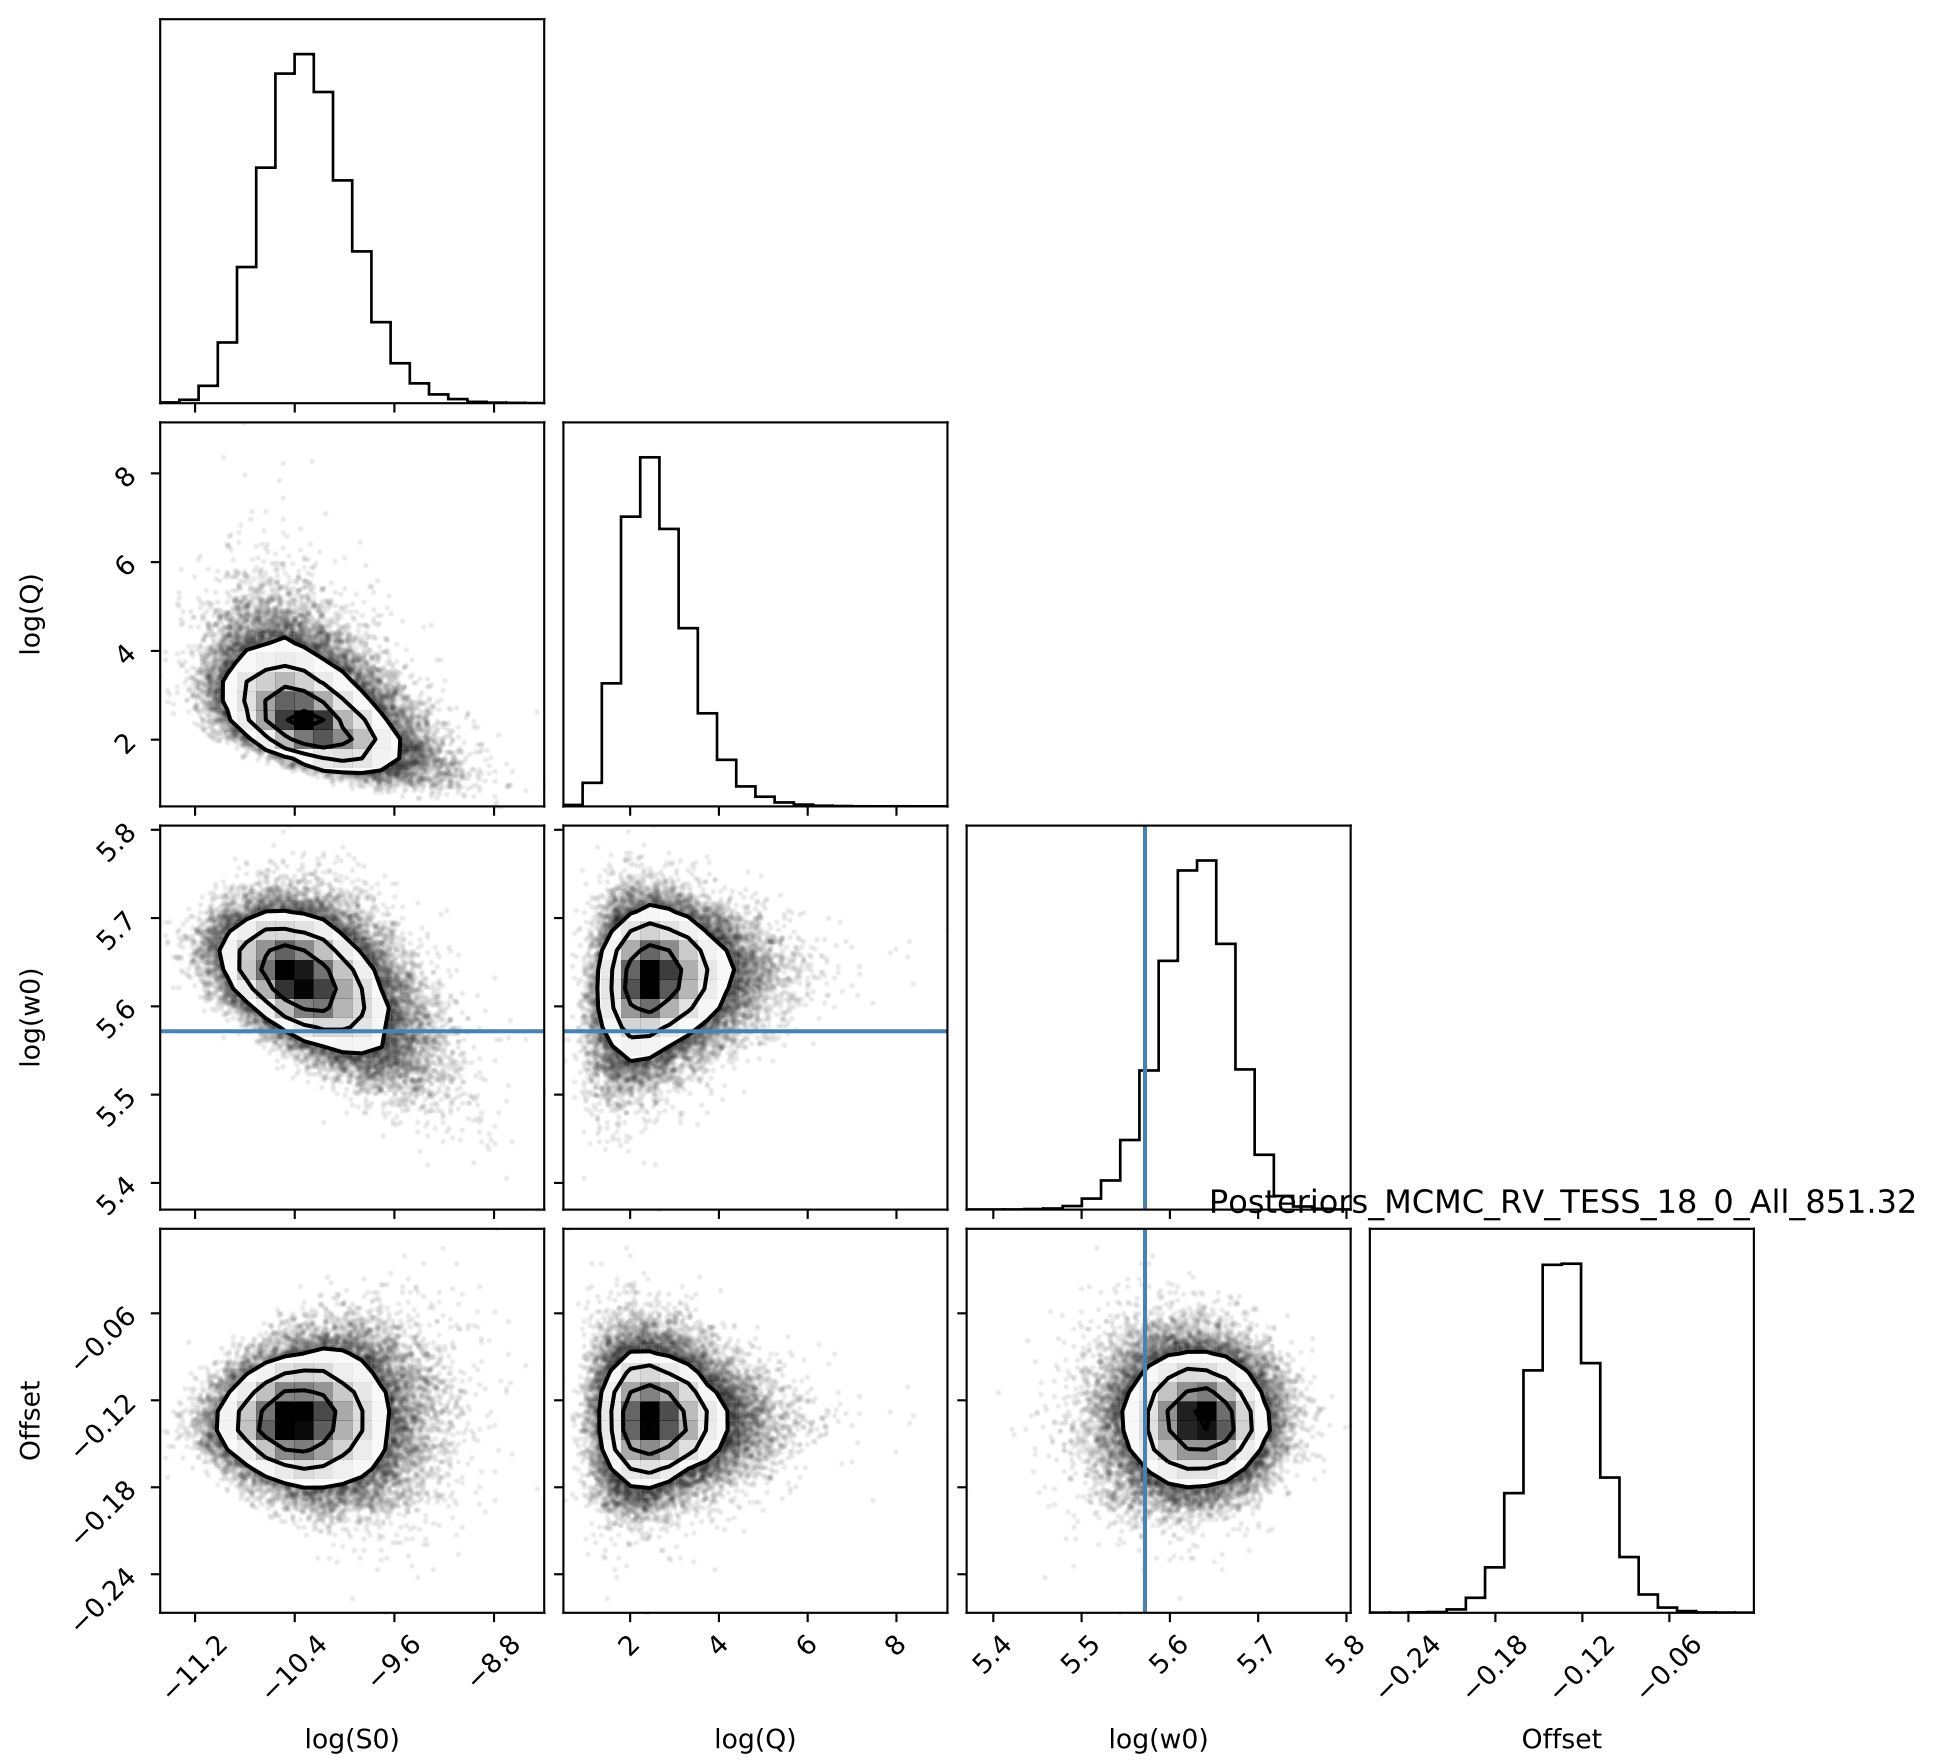 log(Q)
8
6
4
2
log(w0)
5.8
5.7
5.6
5.5
5.4
Posteriors_MCMC_RV_TESS_18_0_All_851.32
Offset
−0.06
−0.12
−0.18
−0.24
−11.2 −10.4 −9.6 −8.8
2 4 6 8
5.4 5.5 5.6 5.7 5.8
−0.24 −0.18 −0.12 −0.06
log(S0) log(Q) log(w0) Offset